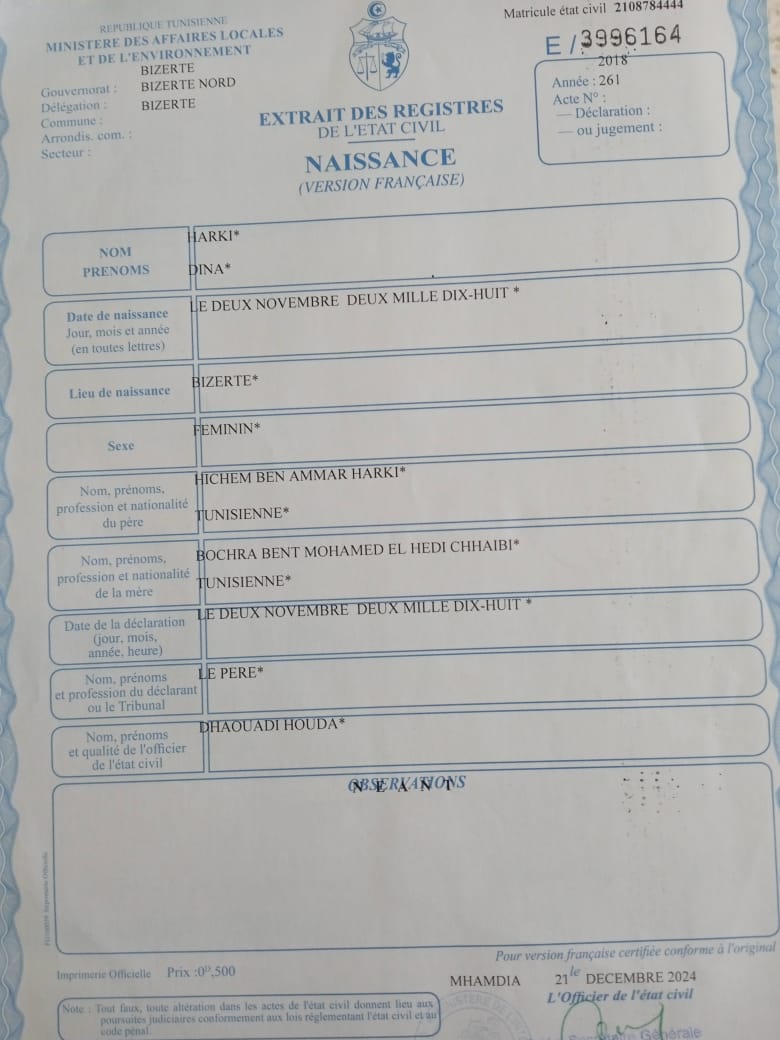 REPUBLIQUE TUNISIENNE
MINISTERE DES AFFAIRES LOCALES
ET DE L'ENVIRONNEMENT
Gouvernorat : BIZERTE
Délégation : BIZERTE NORD
Commune : BIZERTE
Arrondis. com. :
Secteur :
Matricule état civil 2108784444
E / 3996164
2018
Année : 261
Acte N° :
— Déclaration :
— ou jugement :
EXTRAIT DES REGISTRES
DE L'ETAT CIVIL
NAISSANCE
(VERSION FRANÇAISE)
NOM HARKI*
PRENOMS DINA*
Date de naissance
Jour, mois et année
(en toutes lettres)
LE DEUX NOVEMBRE DEUX MILLE DIX-HUIT *
Lieu de naissance BIZERTE*
Sexe FEMININ*
Nom, prénoms,
profession et nationalité
du père
HICHEM BEN AMMAR HARKI*
TUNISIENNE*
Nom, prénoms,
profession et nationalité
de la mère
BOCHRA BENT MOHAMED EL HEDI CHHAIBI*
TUNISIENNE*
Date de la déclaration
(jour, mois,
année, heure)
LE DEUX NOVEMBRE DEUX MILLE DIX-HUIT *
Nom, prénoms
et profession du déclarant
ou le Tribunal
LE PERE*
Nom, prénoms
et qualité de l'officier
de l'état civil
DHAOUADI HOUDA*
OBSERVATIONS
N E A N T
Imprimerie Officielle Prix :0ᴰ,500
Pour version française certifiée conforme à l'original
MHAMDIA 21 le DECEMBRE 2024
L'Officier de l'état civil
Note : Tout faux, toute altération dans les actes de l'état civil donnent lieu aux
poursuites judiciaires conformement aux lois réglementant l'état civil et au
code pénal.
Secrétaire Générale